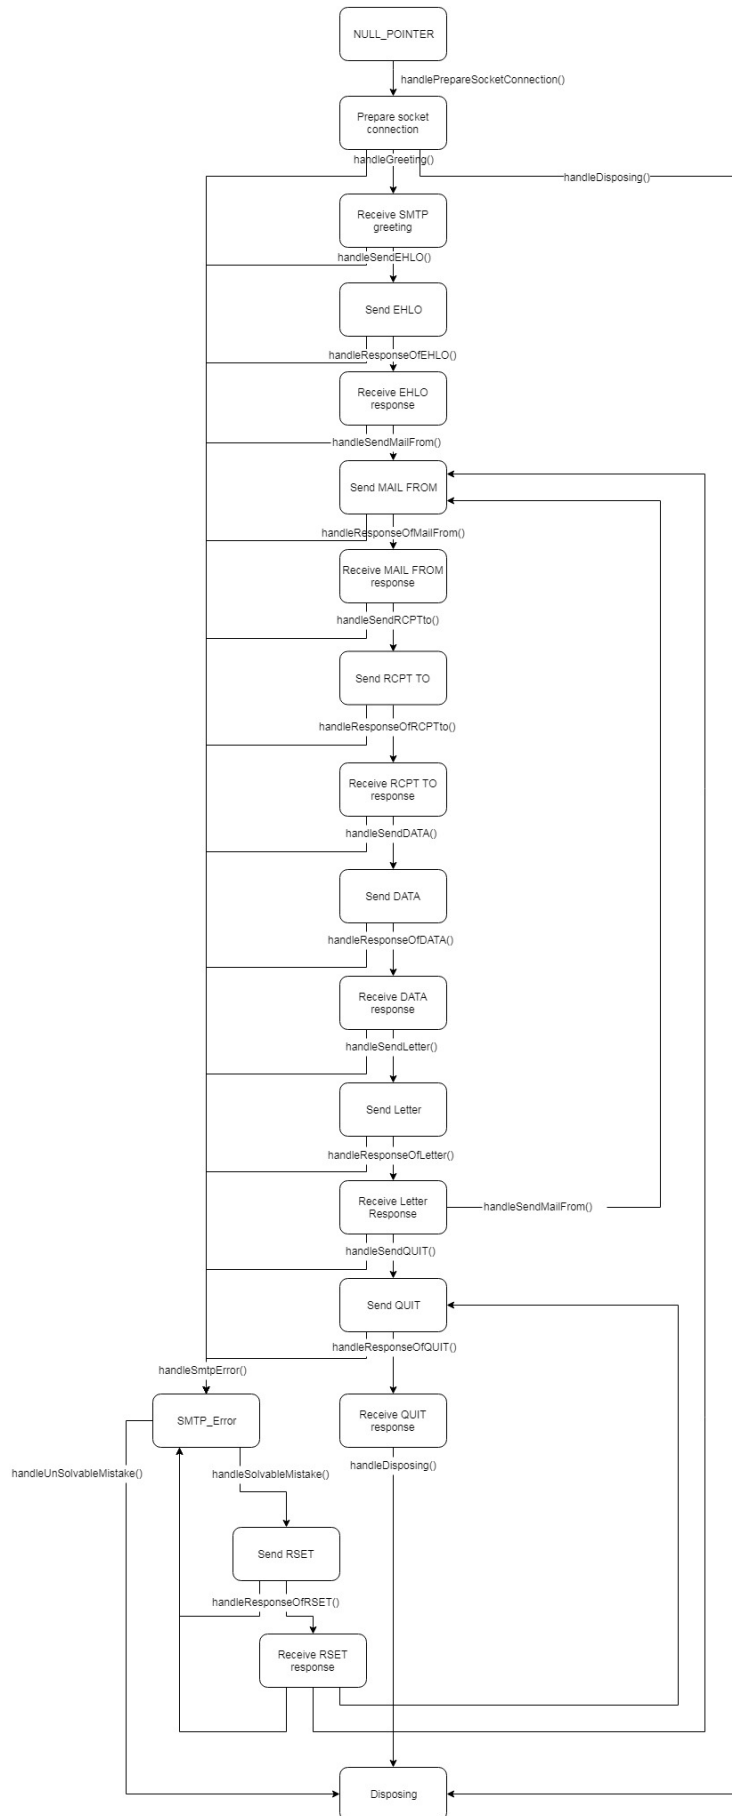 NULL_POINTER
handlePrepareSocketConnection()
Prepare socket
connection
handleGreeting()
handleDisposing()
Receive SMTP
greeting
handleSendEHLO()
Send EHLO
handleResponseOfEHLO()
Receive EHLO
response
handleSendMailFrom()
Send MAIL FROM
handleResponseOfMailFrom()
Receive MAIL FROM
response
handleSendRCPTto()
Send RCPT TO
handleResponseOfRCPTto()
Receive RCPT TO
response
handleSendDATA()
Send DATA
handleResponseOfDATA()
Receive DATA
response
handleSendLetter()
Send Letter
handleResponseOfLetter()
Receive Letter
Response
handleSendMailFrom()
handleSendQUIT()
Send QUIT
handleResponseOfQUIT()
handleSmtpError()
SMTP_Error
Receive QUIT
response
handleUnSolvableMistake()
handleSolvableMistake()
handleDisposing()
Send RSET
handleResponseOfRSET()
Receive RSET
response
Disposing